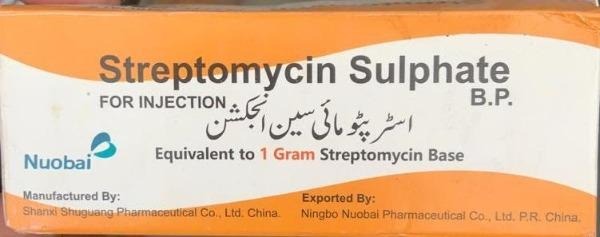 Streptomycin Sulphate
B.P.
FOR INJECTION
اسٹرپٹومائی سین انجکشن
Nuobai
Equivalent to 1 Gram Streptomycin Base
Manufactured By:
Shanxi Shuguang Pharmaceutical Co., Ltd. China.
Exported By:
Ningbo Nuobai Pharmaceutical Co., Ltd. P.R. China.